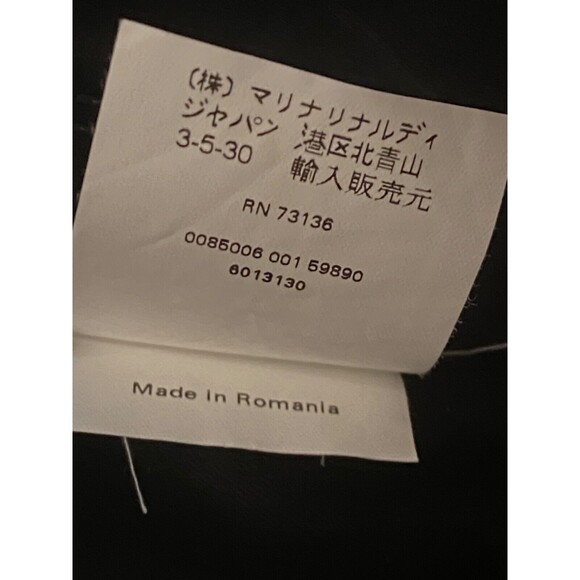 (株) マリナリナルディ
ジャパン 港区北青山
3-5-30 輸入販売元
RN 73136
0085006 001 59890
6013130
Made in Romania